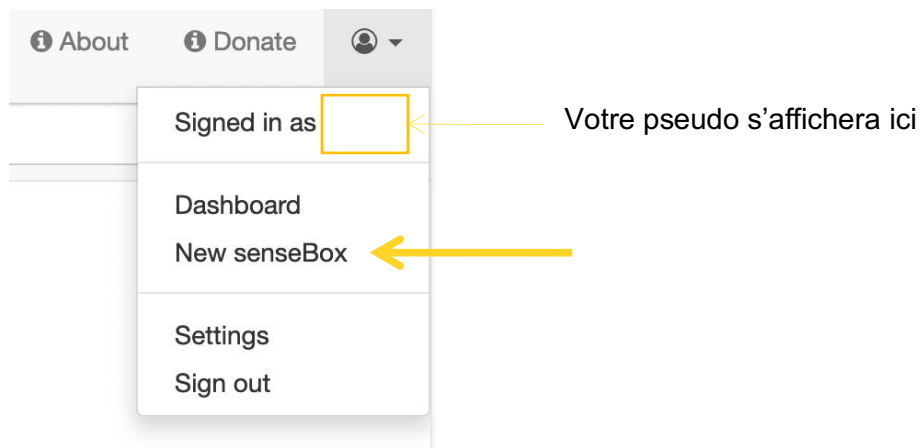 About Donate
Signed in as
Votre pseudo s’affichera ici
Dashboard
New senseBox
Settings
Sign out